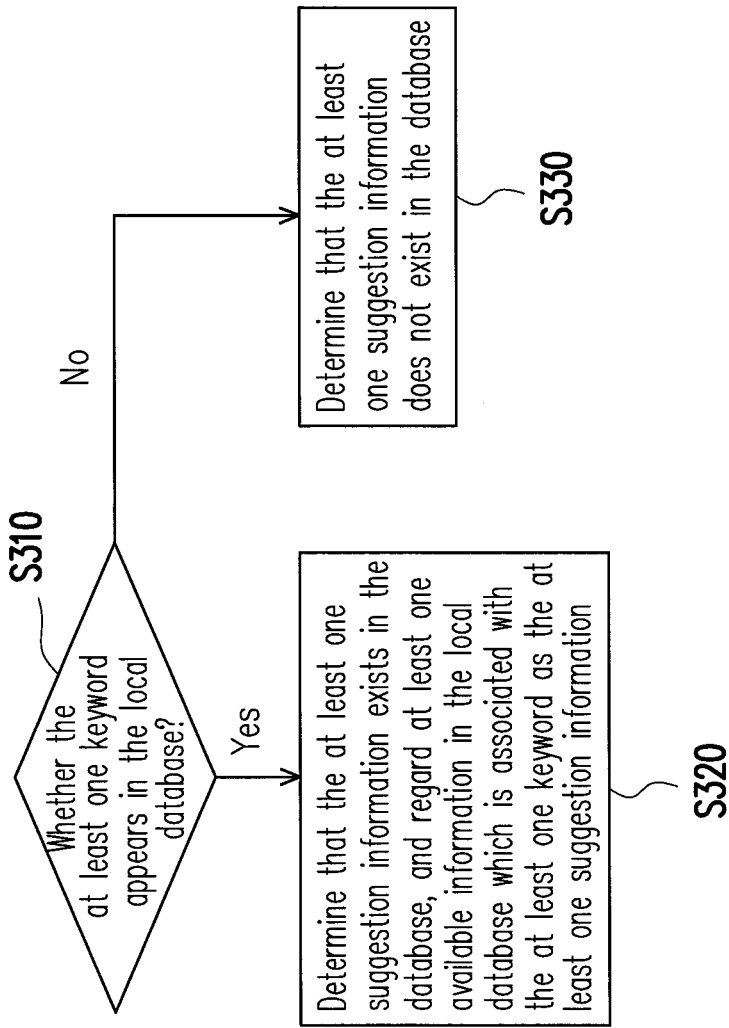 S310
Whether the
at least one keyword
appears in the local
database?
No
Yes
Determine that the at least one
suggestion information exists in the
database, and regard at least one
available information in the local
database which is associated with
the at least one keyword as the at
least one suggestion information
S320
Determine that the at least
one suggestion information
does not exist in the database
S330